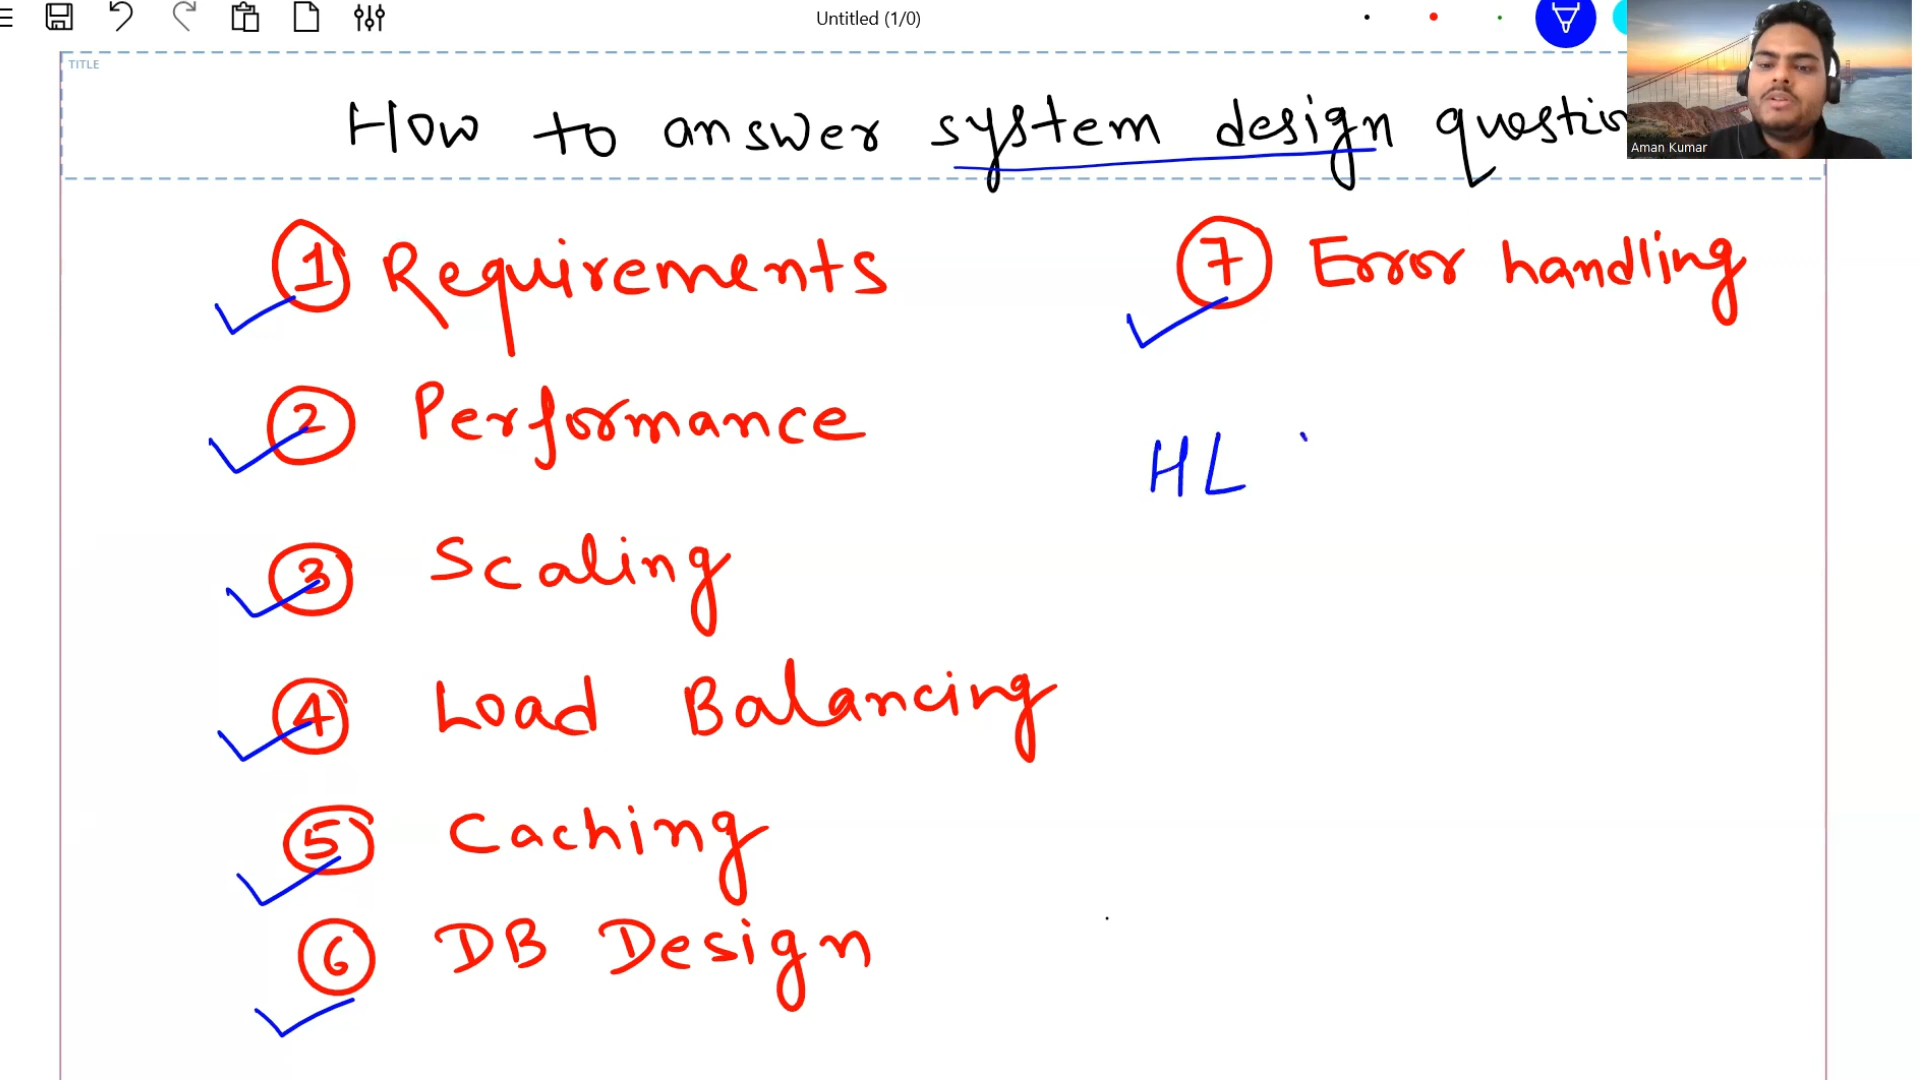 Untitled (1/0)
TITLE
How to answer system design
Aman Kumar
1 Requirements
2 Performance
3 Scaling
4 Load Balancing
5 Caching
6 DB Design
7 Error handling
HL